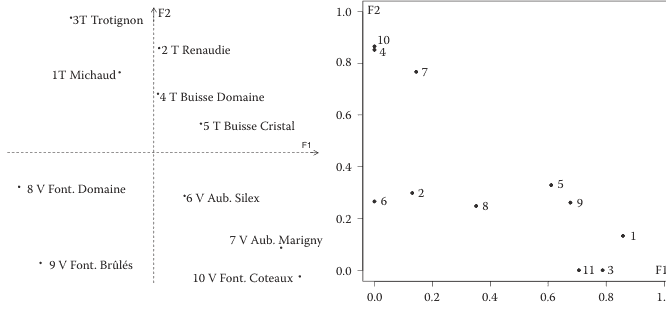 3T Trotignon
F2
2 T Renaudie
1T Michaud
4 T Buisse Domaine
5 T Buisse Cristal
F1
8 V Font. Domaine
6 V Aub. Silex
7 V Aub. Marigny
9 V Font. Brûlés
10 V Font. Coteaux
1.0
F2
10
4
0.8
7
0.6
0.4
5
2
6
8
9
0.2
1
0.0
11
3
F1
0.0
0.2
0.4
0.6
0.8
1.